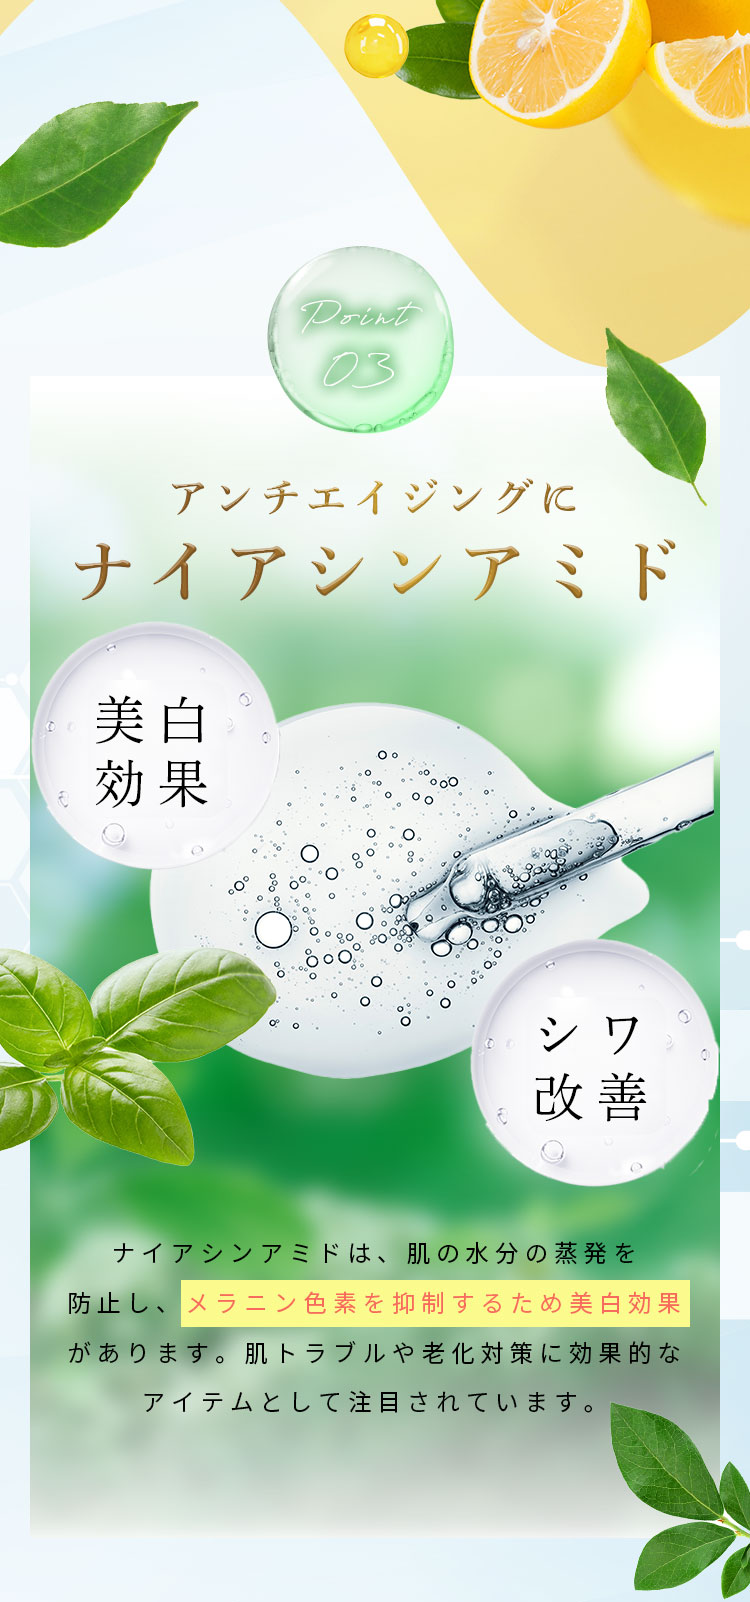 Point
03
アンチエイジングに
ナイアシンアミド
美白
効果
シワ
改善
ナイアシンアミドは、肌の水分の蒸発を
防止し、メラニン色素を抑制するため美白効果
があります。肌トラブルや老化対策に効果的な
アイテムとして注目されています。